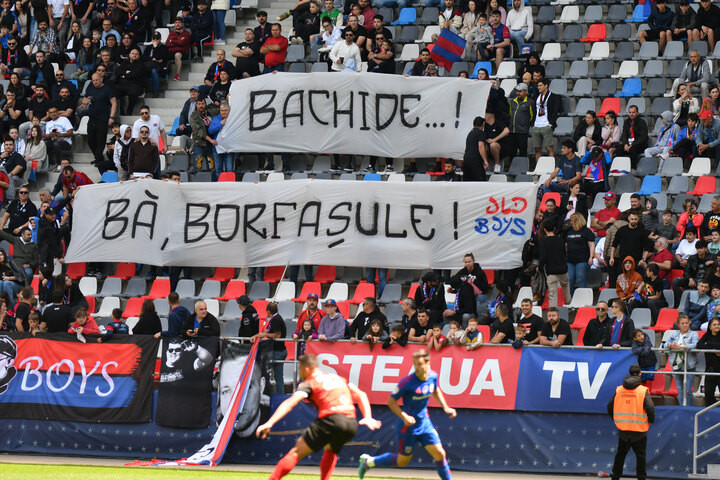 BACHIDE...!
BĂ, BORFAȘULE!
OLD
BOYS
BOYS
STEAUA
TV